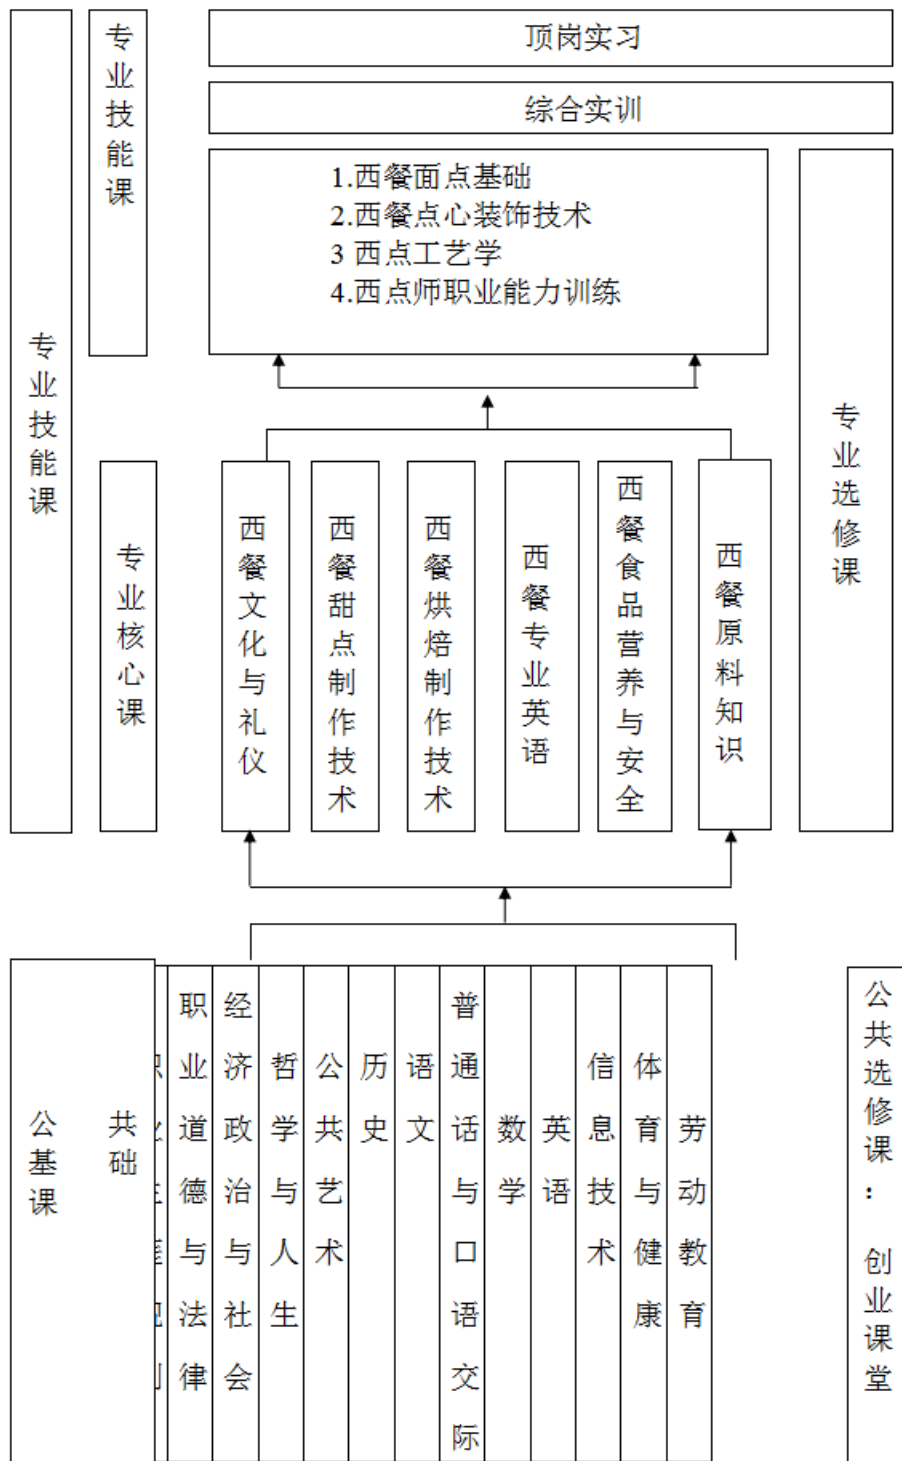 顶岗实习
综合实训
专业技能课
专业技能课
1.西餐面点基础
2.西餐点心装饰技术
3 西点工艺学
4.西点师职业能力训练
专业选修课
专业核心课
西餐文化与礼仪
西餐甜点制作技术
西餐烘焙制作技术
西餐专业英语
西餐食品营养与安全
西餐原料知识
公共
基础
课
职业道德与法律
经济政治与社会
哲学与人生
公共艺术
历史
语文
普通话与口语交际
数学
英语
信息技术
体育与健康
劳动教育
公共选修课：创业课堂